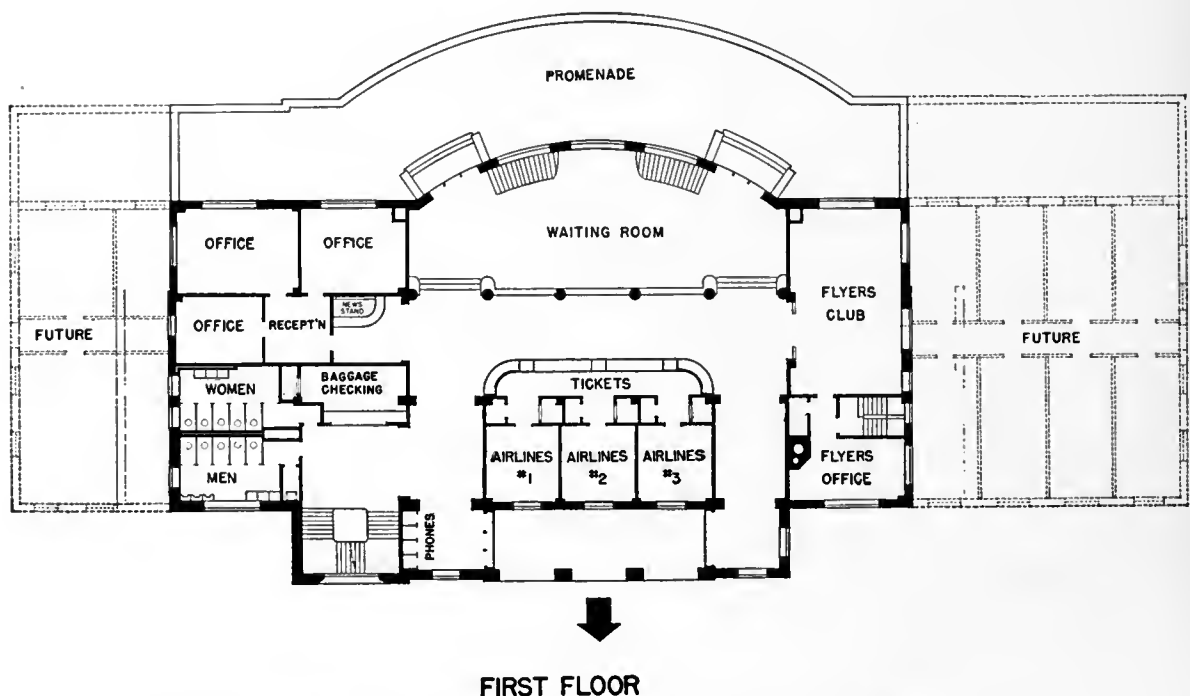 PROMENADE
WAITING ROOM
OFFICE
OFFICE
NEWS
STAND
OFFICE
RECEPT'N
FLYERS
CLUB
FUTURE
FUTURE
WOMEN
BAGGAGE
CHECKING
TICKETS
AIRLINES
#1
AIRLINES
#2
AIRLINES
#3
FLYERS
OFFICE
MEN
PHONES
FIRST FLOOR